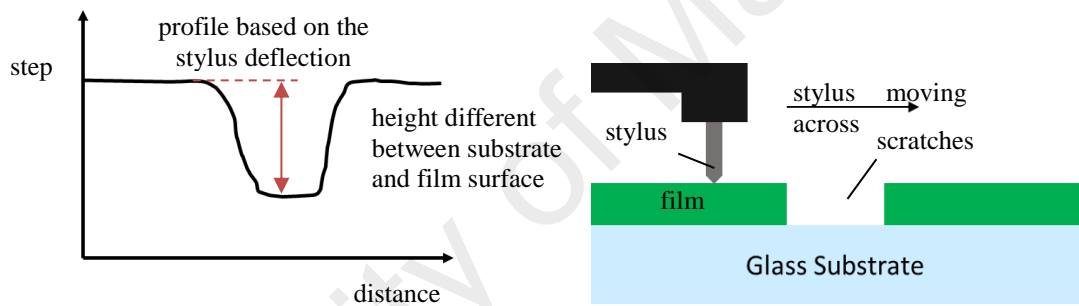 profile based on the
stylus deflection
step
height different
between substrate
and film surface
distance
stylus moving
across
scratches
stylus
film
Glass Substrate